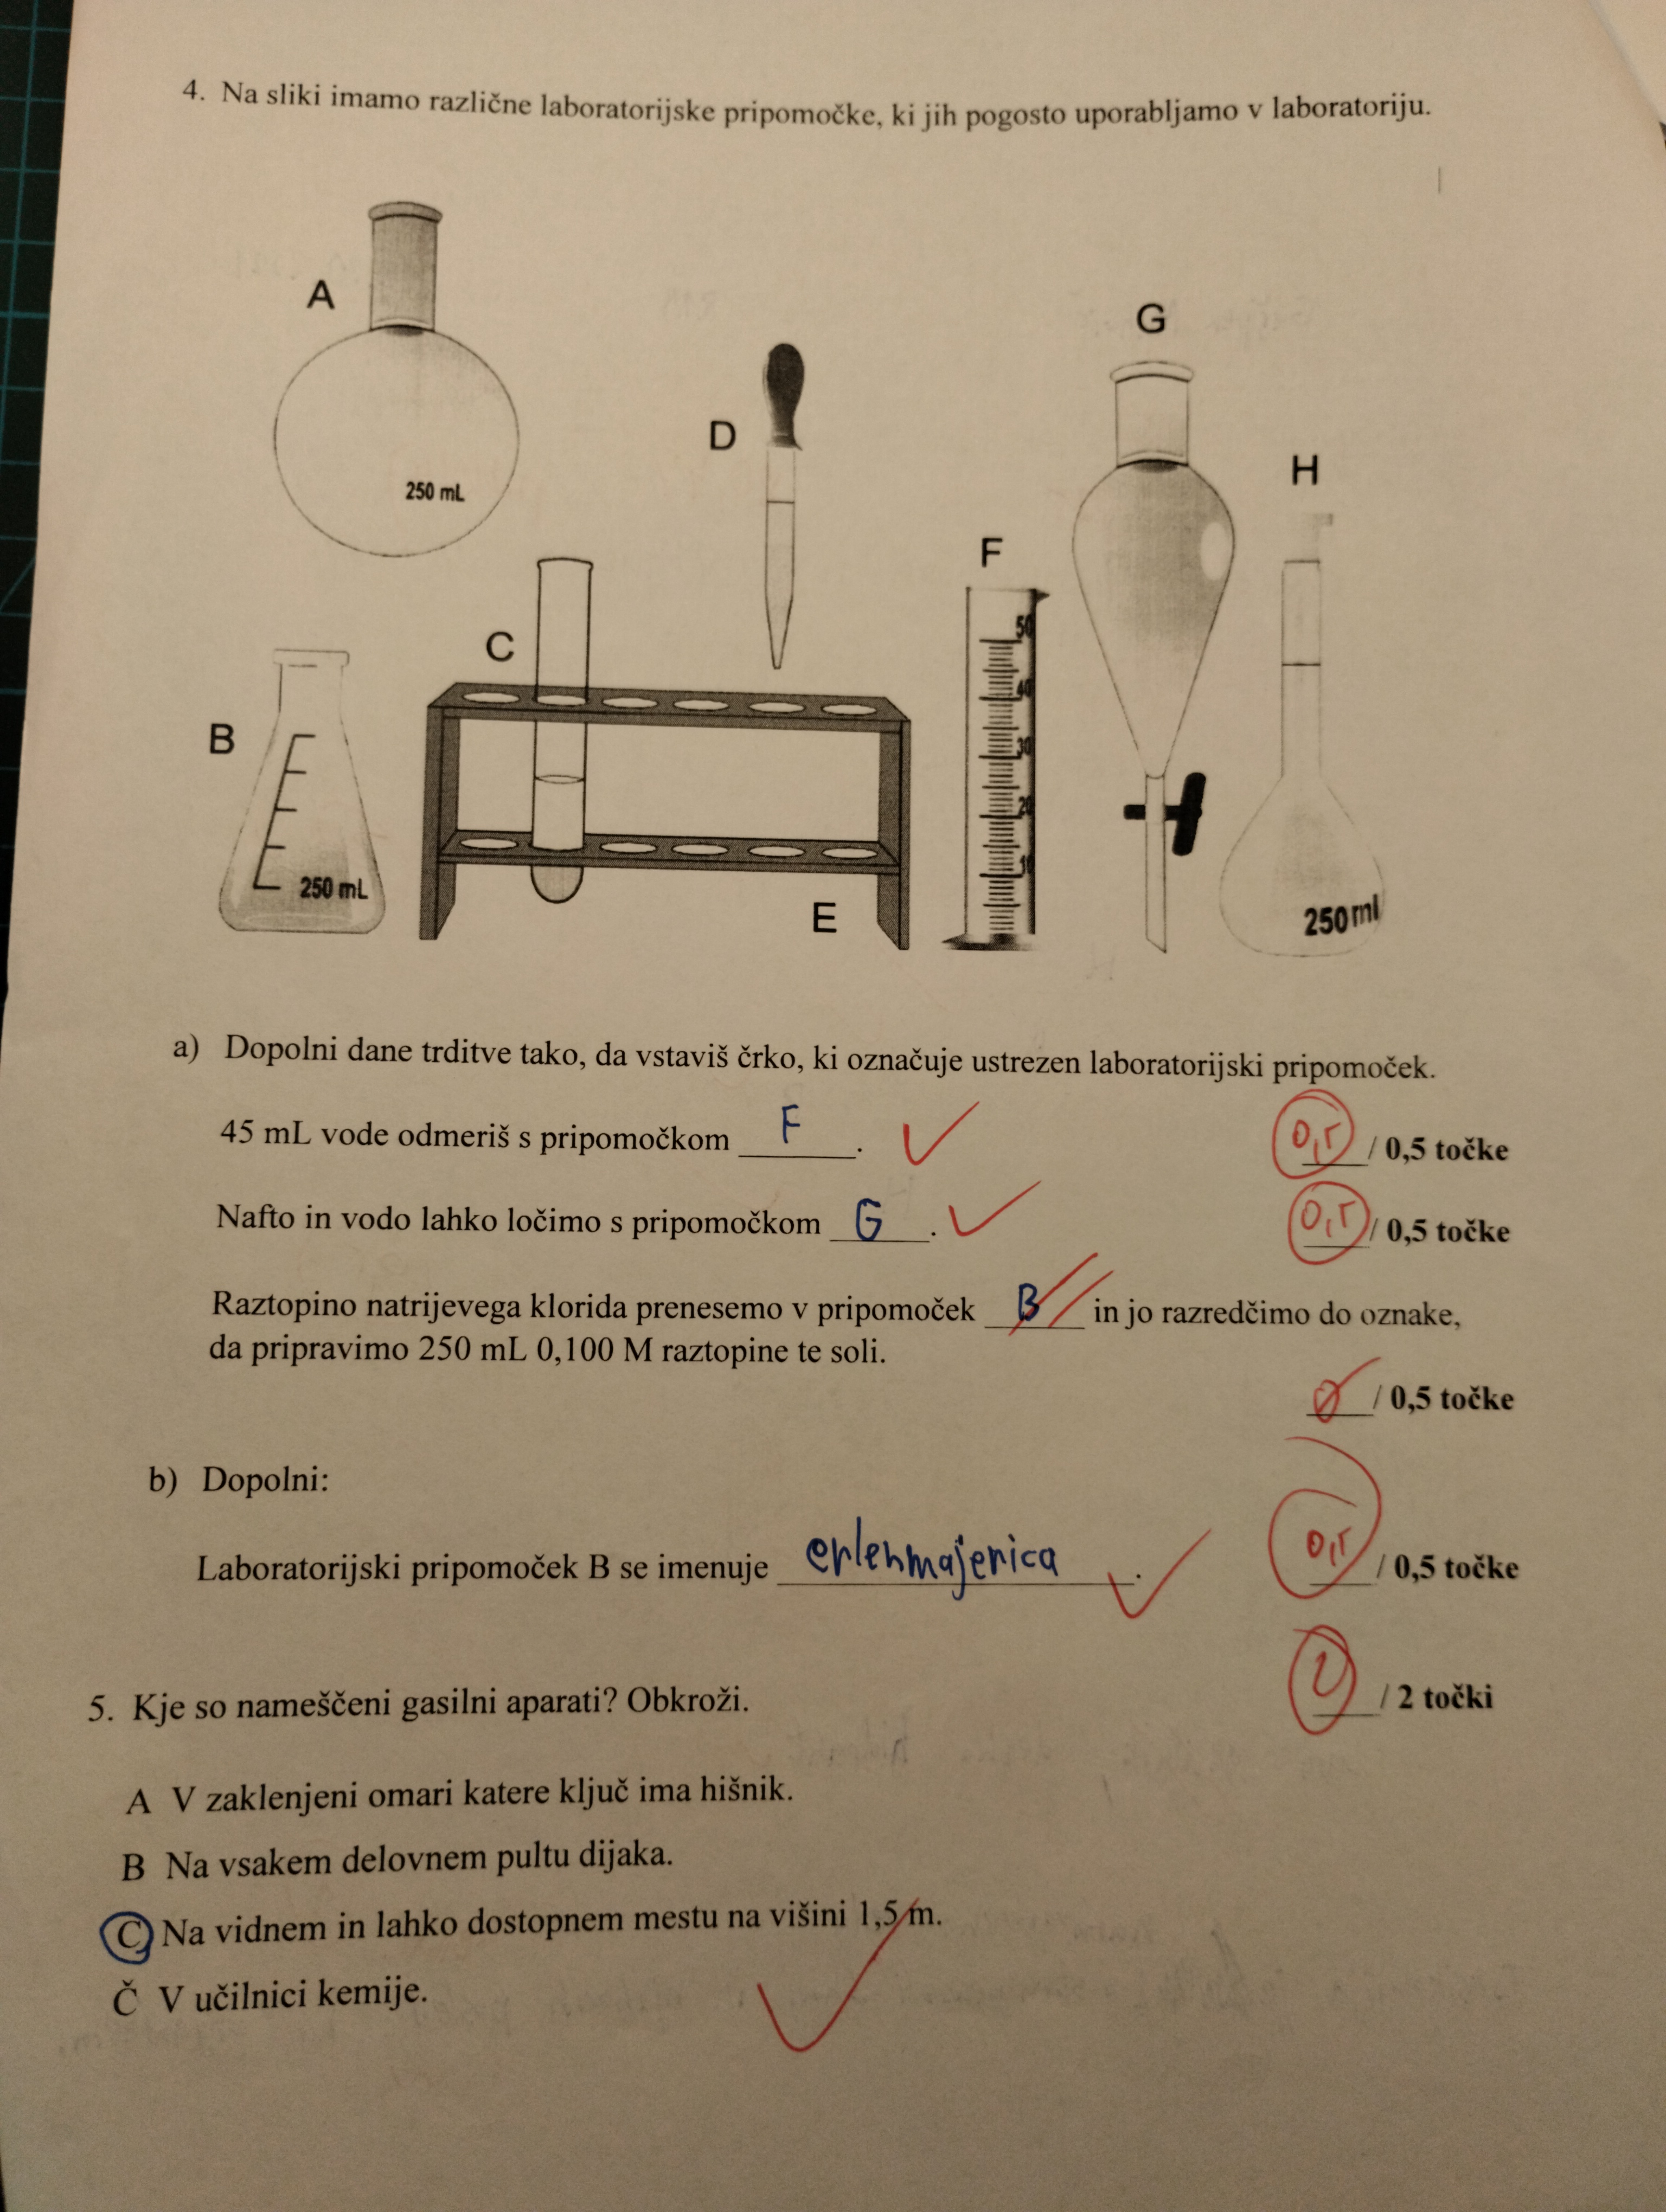 4. Na sliki imamo različne laboratorijske pripomočke, ki jih pogosto uporabljamo v laboratoriju.
A
250 mL
G
D
H
F
50
40
30
20
10
C
B
250 mL
E
250 ml
a) Dopolni dane trditve tako, da vstaviš črko, ki označuje ustrezen laboratorijski pripomoček.
45 mL vode odmeriš s pripomočkom F. 0,5 / 0,5 točke
Nafto in vodo lahko ločimo s pripomočkom G. 0,5 / 0,5 točke
Raztopino natrijevega klorida prenesemo v pripomoček B in jo razredčimo do oznake,
da pripravimo 250 mL 0,100 M raztopine te soli.
0 / 0,5 točke
b) Dopolni:
Laboratorijski pripomoček B se imenuje erlenmajerica. 0,5 / 0,5 točke
5. Kje so nameščeni gasilni aparati? Obkroži. / 2 točki
A V zaklenjeni omari katere ključ ima hišnik.
B Na vsakem delovnem pultu dijaka.
C Na vidnem in lahko dostopnem mestu na višini 1,5 m.
Č V učilnici kemije.